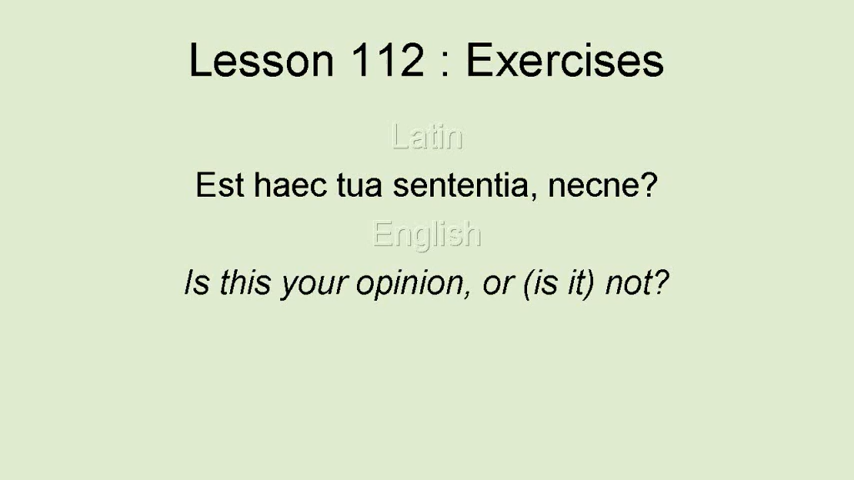 Lesson 112 : Exercises
Latin
Est haec tua sententia, necne?
English
Is this your opinion, or (is it) not?